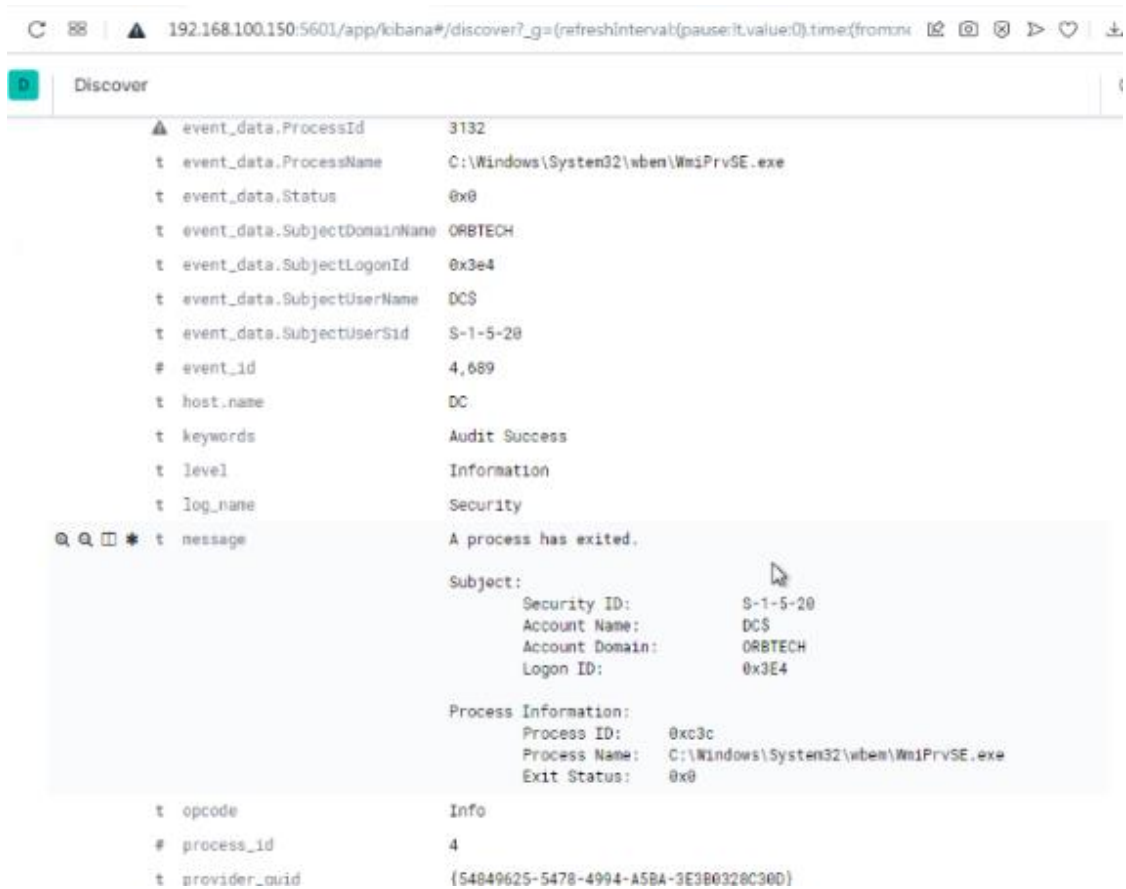 192.168.100.150:5601/app/kibana#/discover?_g=(refreshInterval:(pause:!t,value:0),time:(from:
D Discover
event_data.ProcessId 3132
t event_data.ProcessName C:\Windows\System32\wbem\WmiPrvSE.exe
t event_data.Status 0x0
t event_data.SubjectDomainName ORBTECH
t event_data.SubjectLogonId 0x3e4
t event_data.SubjectUserName DC$
t event_data.SubjectUserSid S-1-5-20
# event_id 4,689
t host.name DC
t keywords Audit Success
t level Information
t log_name Security
t message A process has exited.
Subject:
Security ID: S-1-5-20
Account Name: DC$
Account Domain: ORBTECH
Logon ID: 0x3E4
Process Information:
Process ID: 0xc3c
Process Name: C:\Windows\System32\wbem\WmiPrvSE.exe
Exit Status: 0x0
t opcode Info
# process_id 4
t provider_guid {54849625-5478-4994-A5BA-3E3B0328C30D}